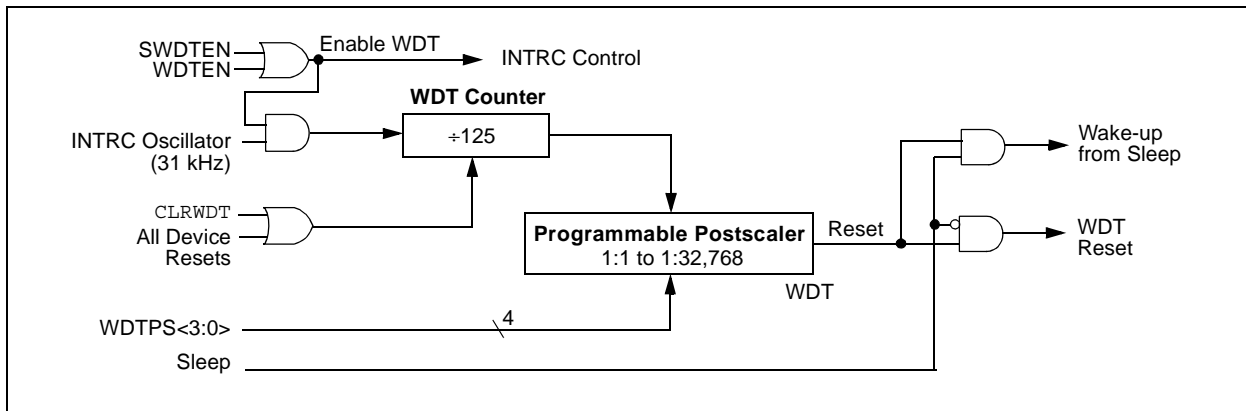 SWDTEN
WDTEN
Enable WDT
INTRC Control
WDT Counter
÷125
INTRC Oscillator
(31 kHz)
Wake-up
from Sleep
CLRWDT
All Device
Resets
Programmable Postscaler
1:1 to 1:32,768
Reset
WDT
Reset
WDT
WDTPS<3:0>
4
Sleep